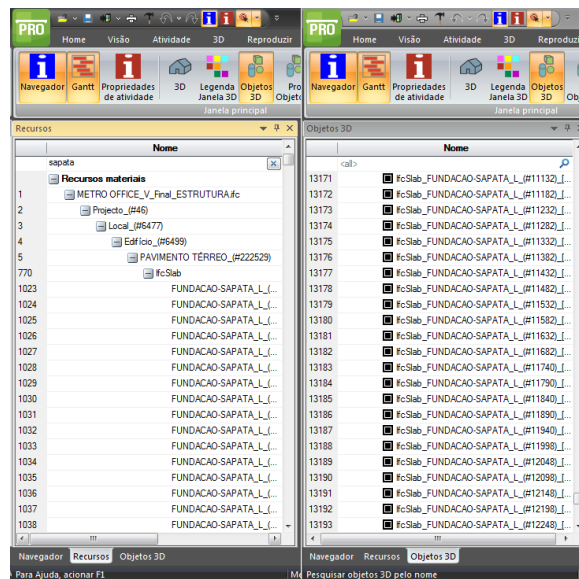 PRO
Home Visão Atividade 3D Reproduzir
Navegador Gantt Propriedades de atividade 3D Legenda Janela 3D Objetos 3D
Janela principal
Recursos
Nome
sapata
Recursos materiais
1 METRO OFFICE_V_Final_ESTRUTURA.ifc
2 Projecto_(#46)
3 Local_(#6477)
4 Edifício_(#6499)
5 PAVIMENTO TÉRREO_(#222529)
770 IfcSlab
1023 FUNDACAO-SAPATA_L_(...
1024 FUNDACAO-SAPATA_L_(...
1025 FUNDACAO-SAPATA_L_(...
1026 FUNDACAO-SAPATA_L_(...
1027 FUNDACAO-SAPATA_L_(...
1028 FUNDACAO-SAPATA_L_(...
1029 FUNDACAO-SAPATA_L_(...
1030 FUNDACAO-SAPATA_L_(...
1031 FUNDACAO-SAPATA_L_(...
1032 FUNDACAO-SAPATA_L_(...
1033 FUNDACAO-SAPATA_L_(...
1034 FUNDACAO-SAPATA_L_(...
1035 FUNDACAO-SAPATA_L_(...
1036 FUNDACAO-SAPATA_L_(...
1037 FUNDACAO-SAPATA_L_(...
1038 FUNDACAO-SAPATA_L_(...
Navegador Recursos Objetos 3D
Para Ajuda, acionar F1
PRO
Home Visão Atividade 3D
Navegador Gantt Propriedades de atividade 3D Legenda Janela 3D Objetos 3D
Janela principal
Objetos 3D
Nome
<all>
13171 IfcSlab_FUNDACAO-SAPATA_L_(#11132)_[...
13172 IfcSlab_FUNDACAO-SAPATA_L_(#11182)_[...
13173 IfcSlab_FUNDACAO-SAPATA_L_(#11232)_[...
13174 IfcSlab_FUNDACAO-SAPATA_L_(#11282)_[...
13175 IfcSlab_FUNDACAO-SAPATA_L_(#11332)_[...
13176 IfcSlab_FUNDACAO-SAPATA_L_(#11382)_[...
13177 IfcSlab_FUNDACAO-SAPATA_L_(#11432)_[...
13178 IfcSlab_FUNDACAO-SAPATA_L_(#11482)_[...
13179 IfcSlab_FUNDACAO-SAPATA_L_(#11532)_[...
13180 IfcSlab_FUNDACAO-SAPATA_L_(#11582)_[...
13181 IfcSlab_FUNDACAO-SAPATA_L_(#11632)_[...
13182 IfcSlab_FUNDACAO-SAPATA_L_(#11682)_[...
13183 IfcSlab_FUNDACAO-SAPATA_L_(#11740)_[...
13184 IfcSlab_FUNDACAO-SAPATA_L_(#11790)_[...
13185 IfcSlab_FUNDACAO-SAPATA_L_(#11840)_[...
13186 IfcSlab_FUNDACAO-SAPATA_L_(#11890)_[...
13187 IfcSlab_FUNDACAO-SAPATA_L_(#11940)_[...
13188 IfcSlab_FUNDACAO-SAPATA_L_(#11998)_[...
13189 IfcSlab_FUNDACAO-SAPATA_L_(#12048)_[...
13190 IfcSlab_FUNDACAO-SAPATA_L_(#12098)_[...
13191 IfcSlab_FUNDACAO-SAPATA_L_(#12148)_[...
13192 IfcSlab_FUNDACAO-SAPATA_L_(#12198)_[...
13193 IfcSlab_FUNDACAO-SAPATA_L_(#12248)_[...
Navegador Recursos Objetos 3D
Pesquisar objetos 3D pelo nome